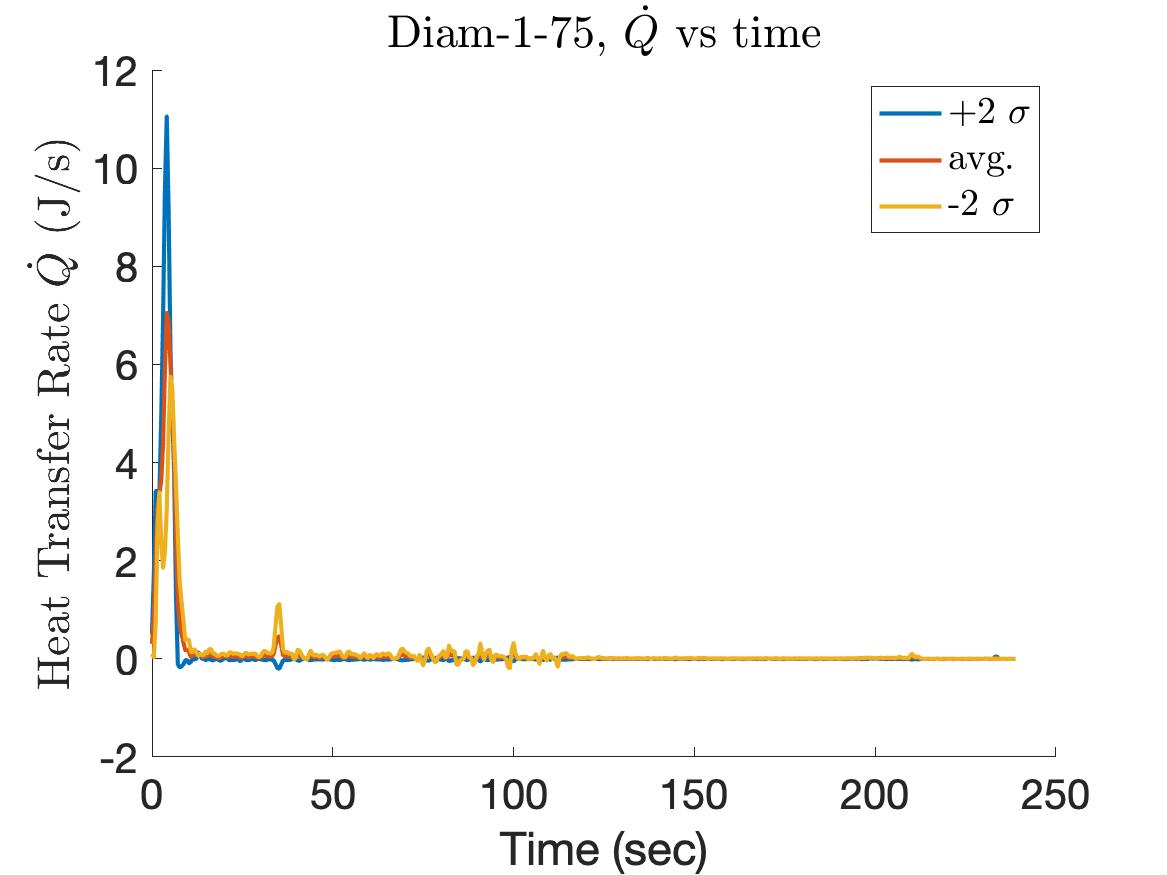 Diam-1-75, Q̇ vs time
Heat Transfer Rate Q̇ (J/s)
12
10
8
6
4
2
0
-2
0 50 100 150 200 250
Time (sec)
+2 σ
avg.
-2 σ